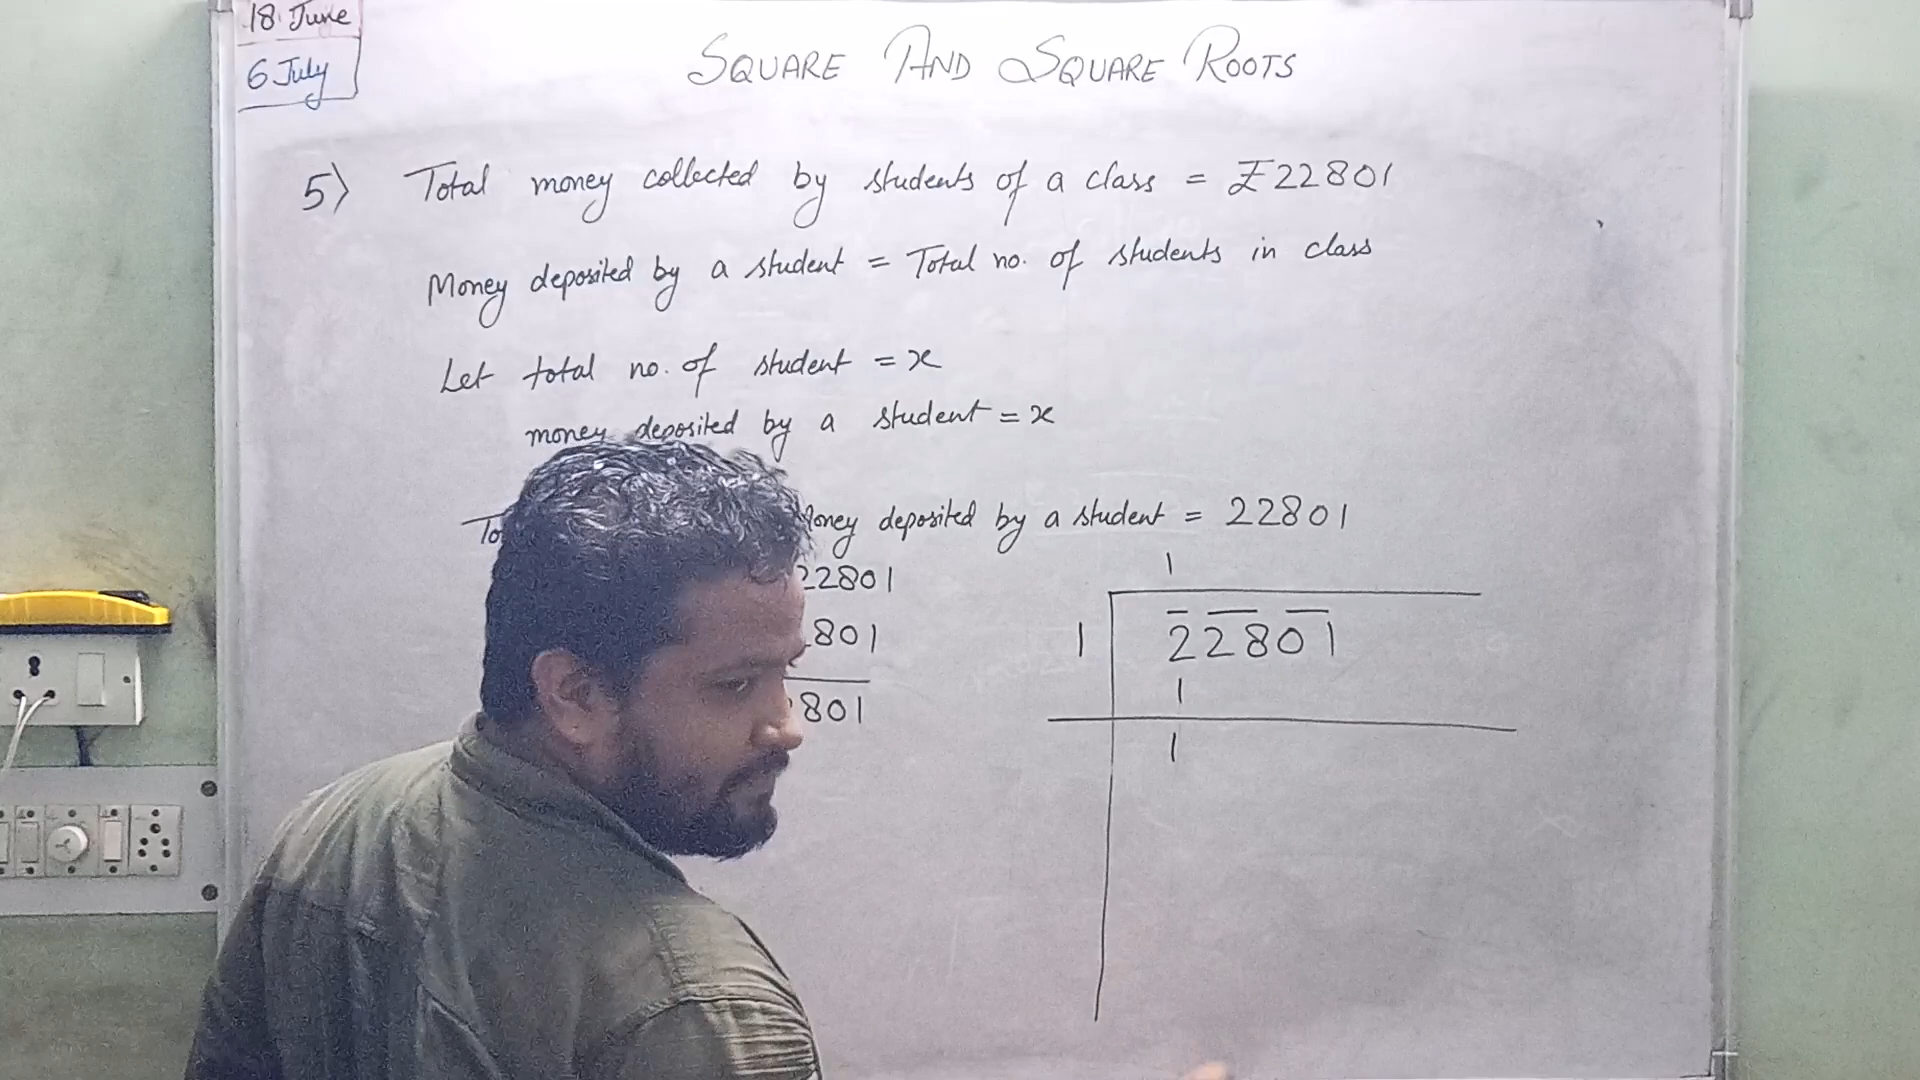 18 June
6 July
SQUARE AND SQUARE ROOTS
5) Total money collected by students of a class = ₹22801
Money deposited by a student = Total no. of students in class
Let total no. of student = x
money deposited by a student = x
To Money deposited by a student = 22801
22801
801
801
1
1 22801
1
1